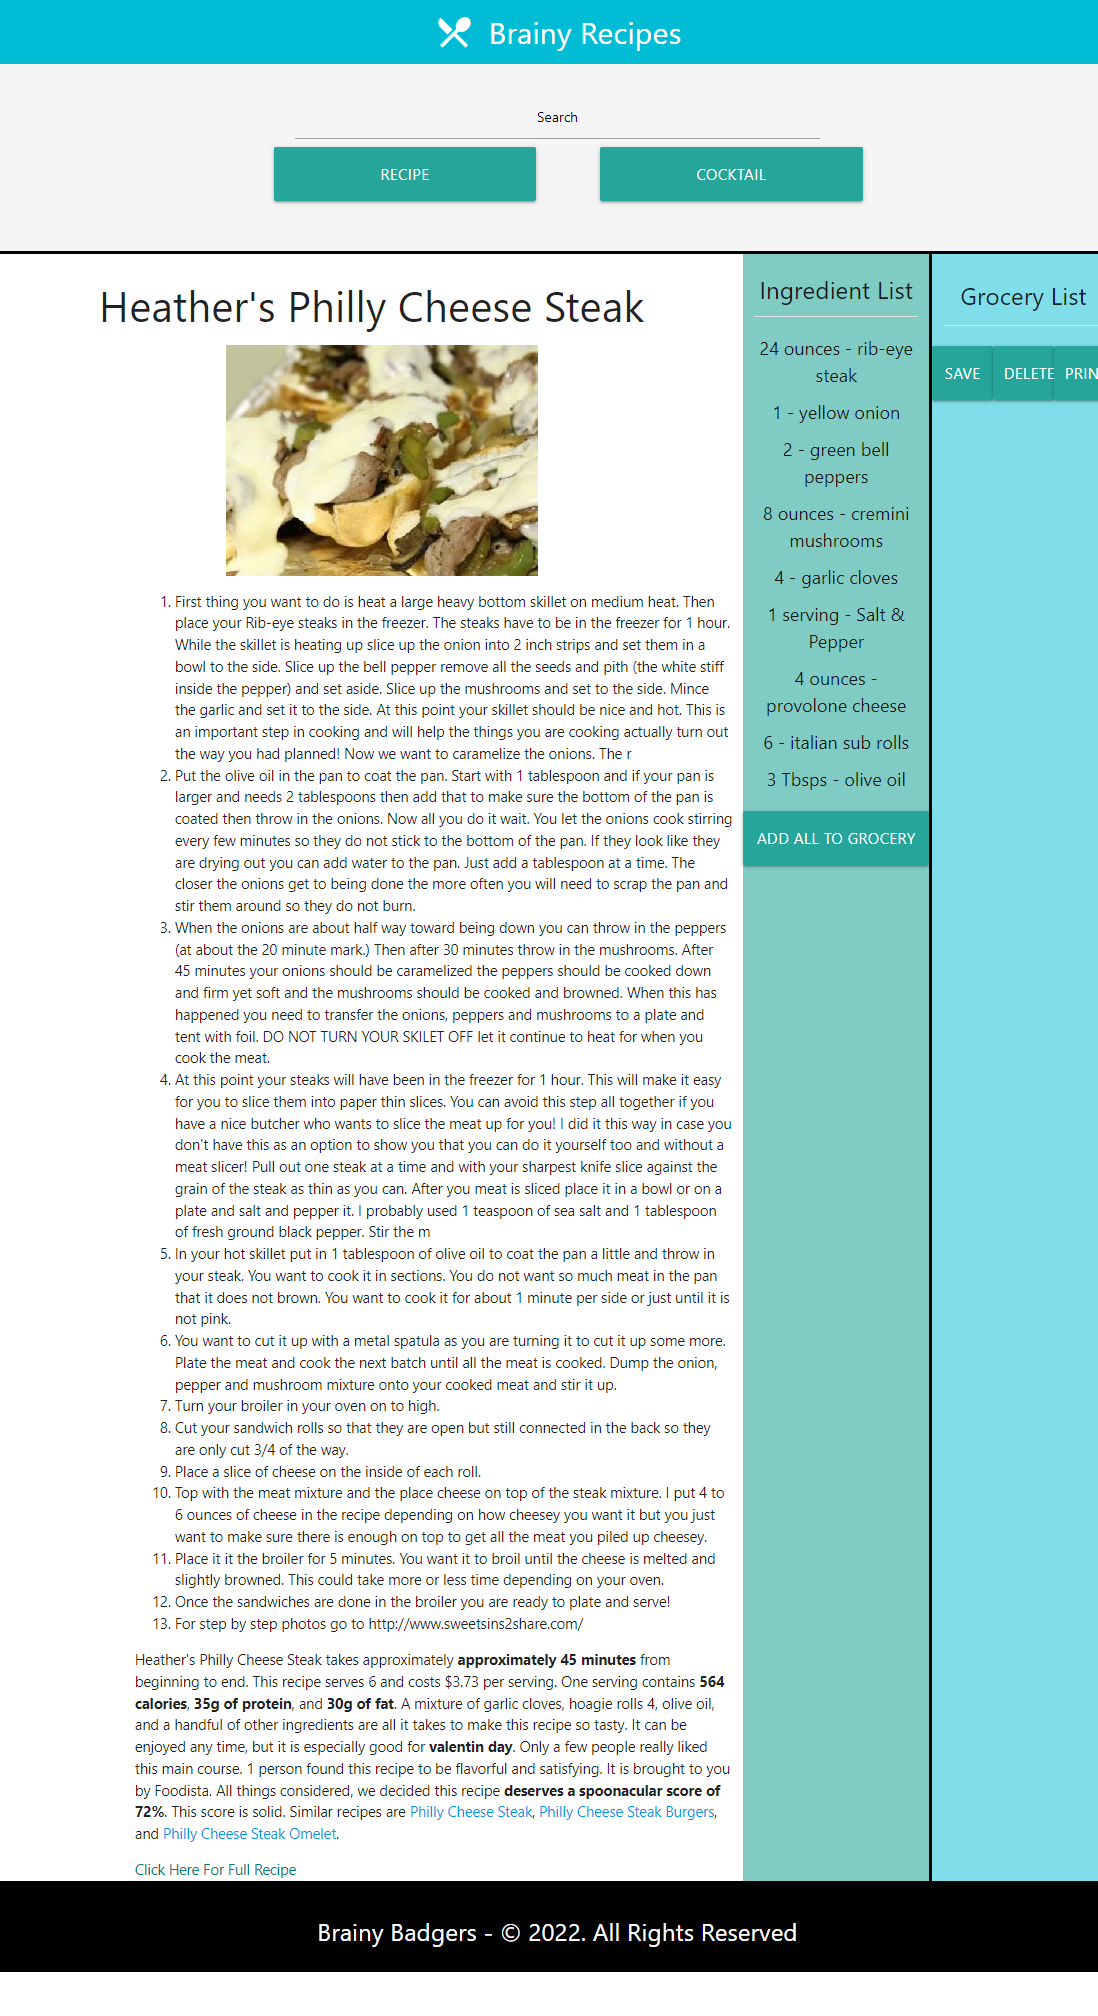 Brainy Recipes
Search
RECIPE
COCKTAIL
Heather's Philly Cheese Steak
1. First thing you want to do is heat a large heavy bottom skillet on medium heat. Then
place your Rib-eye steaks in the freezer. The steaks have to be in the freezer for 1 hour.
While the skillet is heating up slice up the onion into 2 inch strips and set them in a
bowl to the side. Slice up the bell pepper remove all the seeds and pith (the white stiff
inside the pepper) and set aside. Slice up the mushrooms and set to the side. Mince
the garlic and set it to the side. At this point your skillet should be nice and hot. This is
an important step in cooking and will help the things you are cooking actually turn out
the way you had planned! Now we want to caramelize the onions. The r
2. Put the olive oil in the pan to coat the pan. Start with 1 tablespoon and if your pan is
larger and needs 2 tablespoons then add that to make sure the bottom of the pan is
coated then throw in the onions. Now all you do it wait. You let the onions cook stirring
every few minutes so they do not stick to the bottom of the pan. If they look like they
are drying out you can add water to the pan. Just add a tablespoon at a time. The
closer the onions get to being done the more often you will need to scrap the pan and
stir them around so they do not burn.
3. When the onions are about half way toward being down you can throw in the peppers
(at about the 20 minute mark.) Then after 30 minutes throw in the mushrooms. After
45 minutes your onions should be caramelized the peppers should be cooked down
and firm yet soft and the mushrooms should be cooked and browned. When this has
happened you need to transfer the onions, peppers and mushrooms to a plate and
tent with foil. DO NOT TURN YOUR SKILET OFF let it continue to heat for when you
cook the meat.
4. At this point your steaks will have been in the freezer for 1 hour. This will make it easy
for you to slice them into paper thin slices. You can avoid this step all together if you
have a nice butcher who wants to slice the meat up for you! I did it this way in case you
don't have this as an option to show you that you can do it yourself too and without a
meat slicer! Pull out one steak at a time and with your sharpest knife slice against the
grain of the steak as thin as you can. After you meat is sliced place it in a bowl or on a
plate and salt and pepper it. I probably used 1 teaspoon of sea salt and 1 tablespoon
of fresh ground black pepper. Stir the m
5. In your hot skillet put in 1 tablespoon of olive oil to coat the pan a little and throw in
your steak. You want to cook it in sections. You do not want so much meat in the pan
that it does not brown. You want to cook it for about 1 minute per side or just until it is
not pink.
6. You want to cut it up with a metal spatula as you are turning it to cut it up some more.
Plate the meat and cook the next batch until all the meat is cooked. Dump the onion,
pepper and mushroom mixture onto your cooked meat and stir it up.
7. Turn your broiler in your oven on to high.
8. Cut your sandwich rolls so that they are open but still connected in the back so they
are only cut 3/4 of the way.
9. Place a slice of cheese on the inside of each roll.
10. Top with the meat mixture and the place cheese on top of the steak mixture. I put 4 to
6 ounces of cheese in the recipe depending on how cheesey you want it but you just
want to make sure there is enough on top to get all the meat you piled up cheesey.
11. Place it it the broiler for 5 minutes. You want it to broil until the cheese is melted and
slightly browned. This could take more or less time depending on your oven.
12. Once the sandwiches are done in the broiler you are ready to plate and serve!
13. For step by step photos go to http://www.sweetsins2share.com/
Heather's Philly Cheese Steak takes approximately approximately 45 minutes from
beginning to end. This recipe serves 6 and costs $3.73 per serving. One serving contains 564
calories, 35g of protein, and 30g of fat. A mixture of garlic cloves, hoagie rolls 4, olive oil,
and a handful of other ingredients are all it takes to make this recipe so tasty. It can be
enjoyed any time, but it is especially good for valentin day. Only a few people really liked
this main course. 1 person found this recipe to be flavorful and satisfying. It is brought to you
by Foodista. All things considered, we decided this recipe deserves a spoonacular score of
72%. This score is solid. Similar recipes are Philly Cheese Steak, Philly Cheese Steak Burgers,
and Philly Cheese Steak Omelet.
Click Here For Full Recipe
Ingredient List
24 ounces - rib-eye
steak
1 - yellow onion
2 - green bell
peppers
8 ounces - cremini
mushrooms
4 - garlic cloves
1 serving - Salt &
Pepper
4 ounces -
provolone cheese
6 - italian sub rolls
3 Tbsps - olive oil
ADD ALL TO GROCERY
Grocery List
SAVE
DELETE
PRIN
Brainy Badgers - © 2022. All Rights Reserved